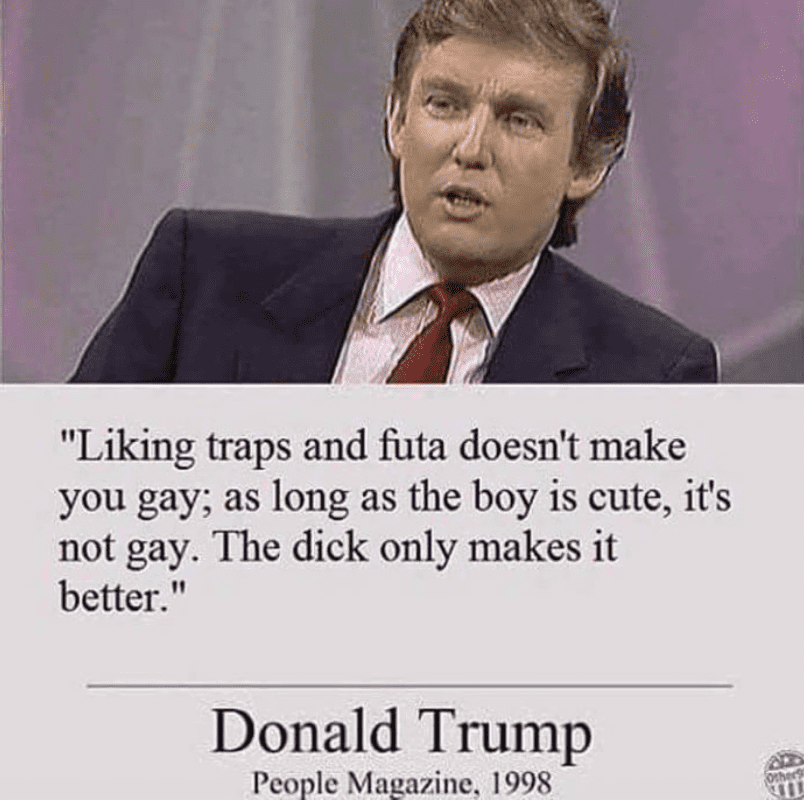 "Liking traps and futa doesn't make
you gay; as long as the boy is cute, it's
not gay. The dick only makes it
better."
Donald Trump
People Magazine, 1998